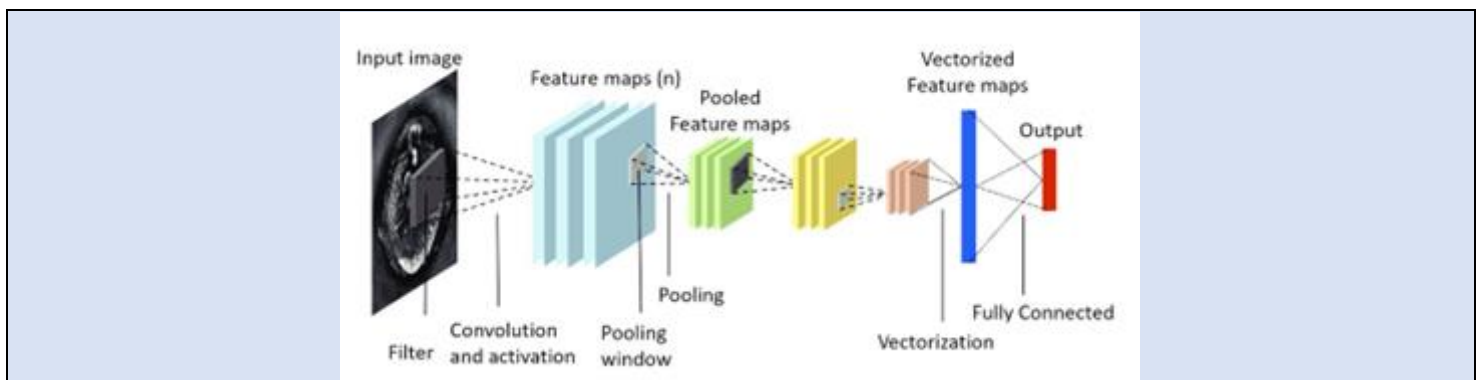 Input image
Feature maps (n)
Pooled
Feature maps
Vectorized
Feature maps
Output
Filter
Convolution
and activation
Pooling
window
Pooling
Vectorization
Fully Connected